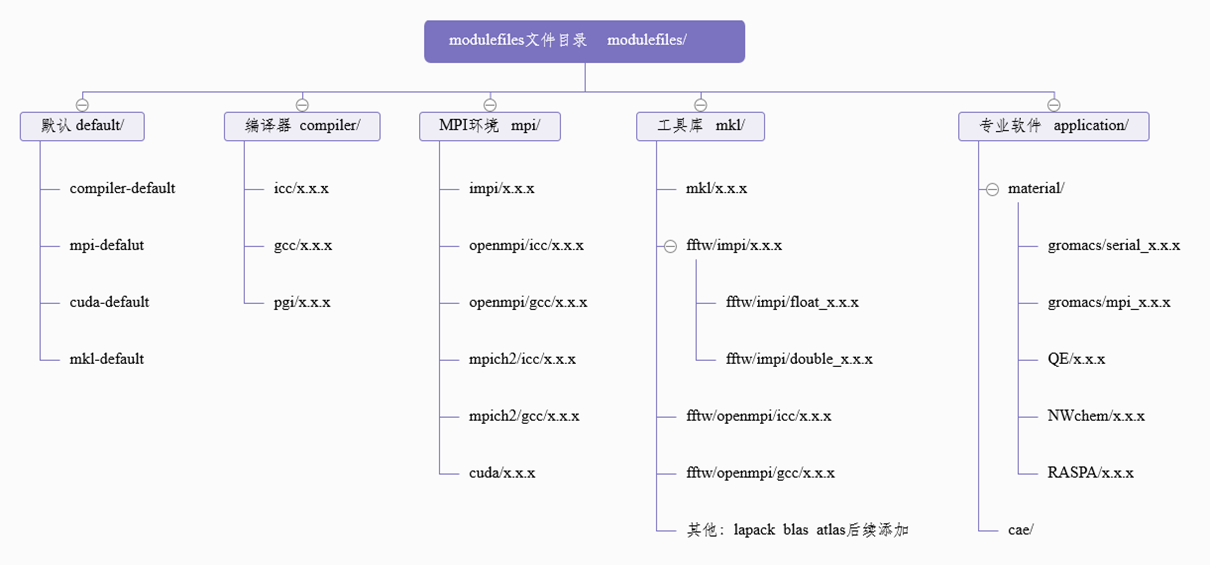 modulefiles文件目录 modulefiles/
默认 default/
compiler-default
mpi-defalut
cuda-default
mkl-default
编译器 compiler/
icc/x.x.x
gcc/x.x.x
pgi/x.x.x
MPI环境 mpi/
impi/x.x.x
openmpi/icc/x.x.x
openmpi/gcc/x.x.x
mpich2/icc/x.x.x
mpich2/gcc/x.x.x
cuda/x.x.x
工具库 mkl/
mkl/x.x.x
fftw/impi/x.x.x
fftw/impi/float_x.x.x
fftw/impi/double_x.x.x
fftw/openmpi/icc/x.x.x
fftw/openmpi/gcc/x.x.x
其他：lapack blas atlas后续添加
专业软件 application/
material/
gromacs/serial_x.x.x
gromacs/mpi_x.x.x
QE/x.x.x
NWchem/x.x.x
RASPA/x.x.x
cae/